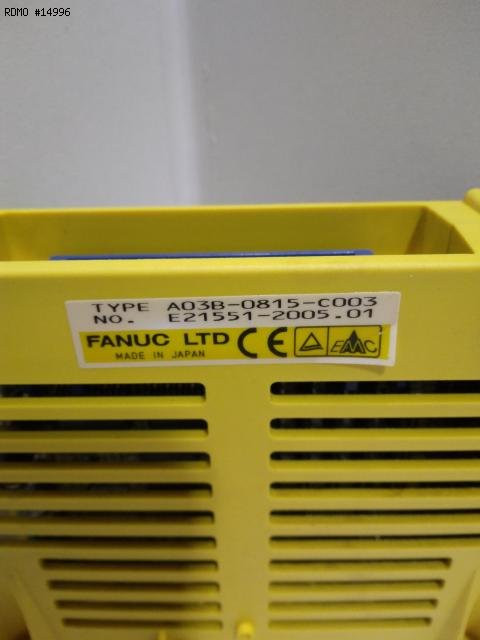 RDMO #14996
TYPE A03B-0815-C003
NO. E21551-2005.01
FANUC LTD CE EMC
MADE IN JAPAN